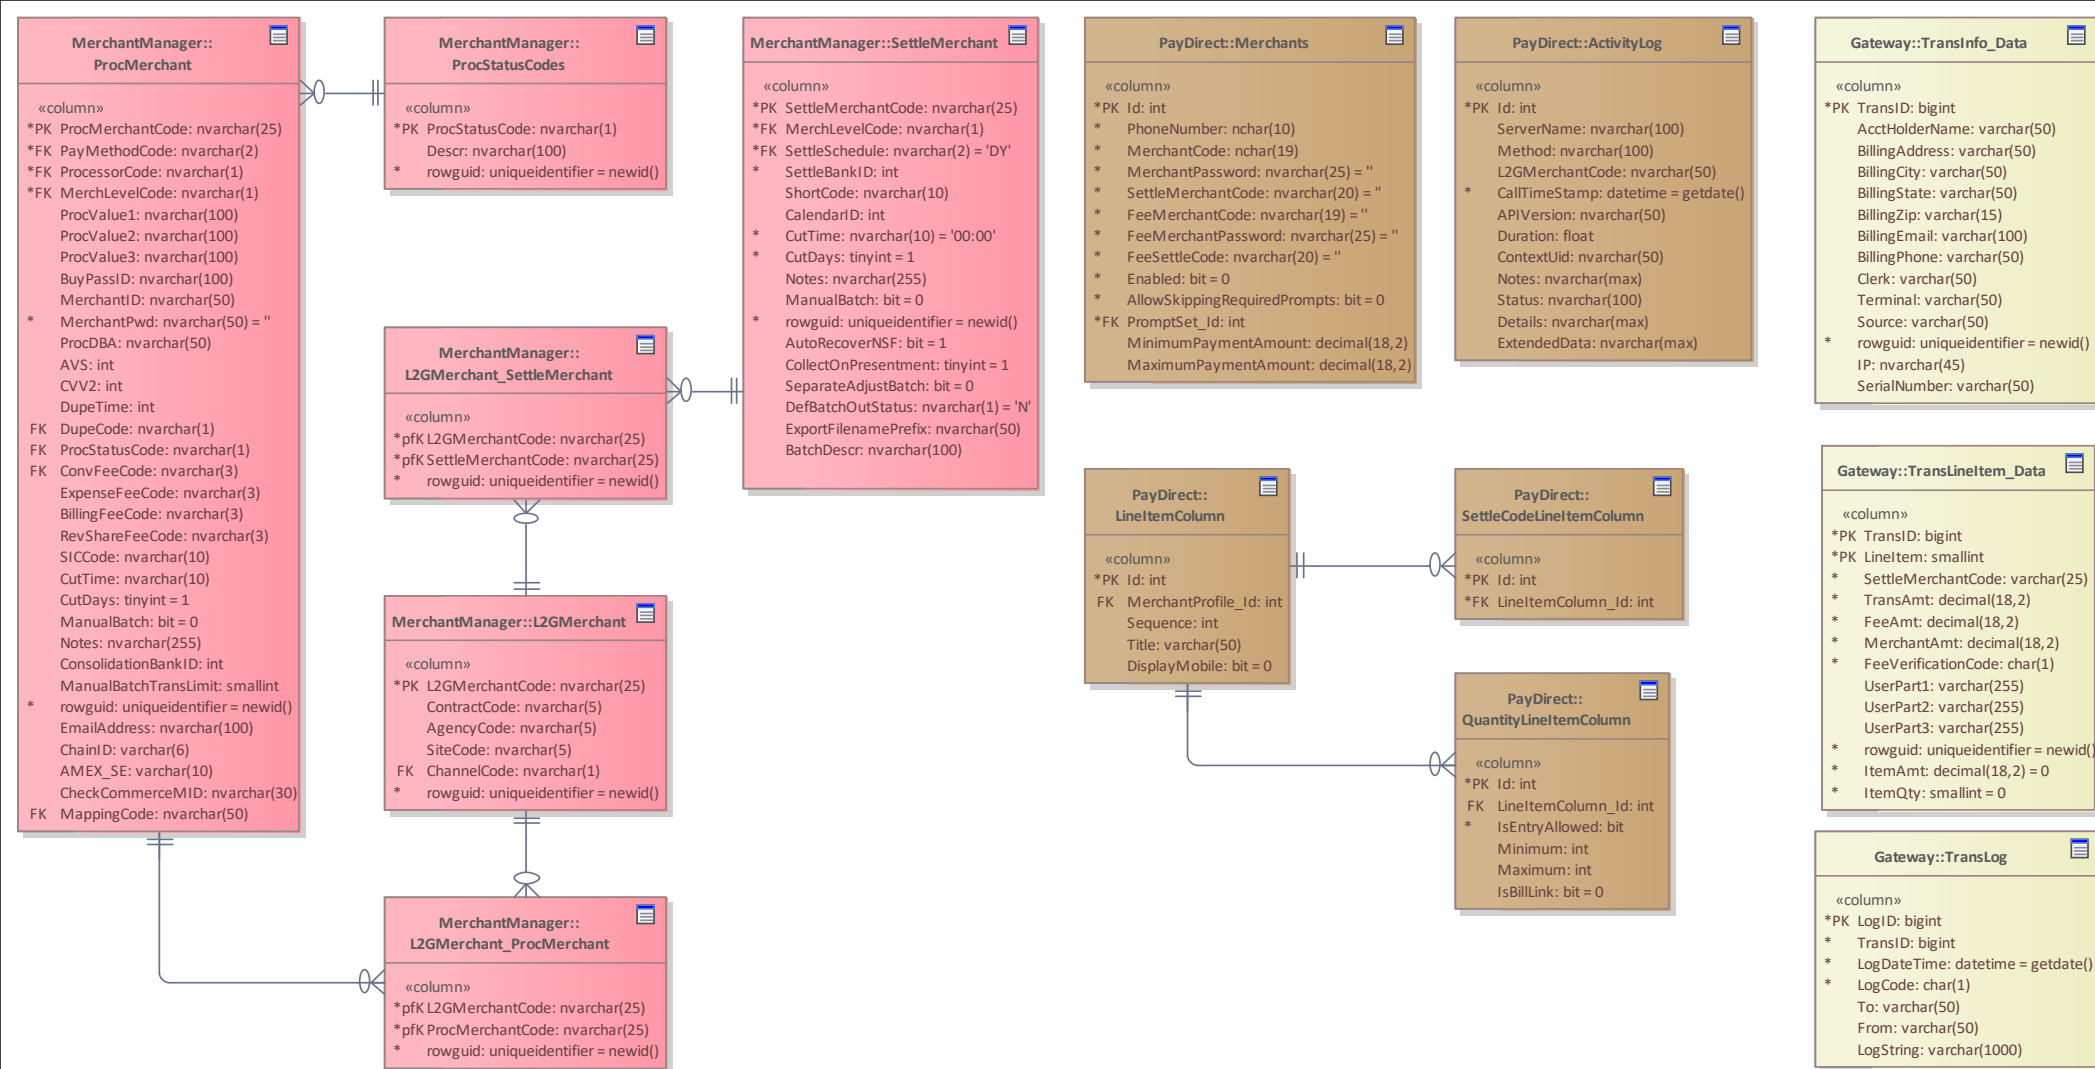 MerchantManager::
ProcMerchant
«column»
*PK ProcMerchantCode: nvarchar(25)
*FK PayMethodCode: nvarchar(2)
*FK ProcessorCode: nvarchar(1)
*FK MerchLevelCode: nvarchar(1)
ProcValue1: nvarchar(100)
ProcValue2: nvarchar(100)
ProcValue3: nvarchar(100)
BuyPassID: nvarchar(100)
MerchantID: nvarchar(50)
* MerchantPwd: nvarchar(50) = ''
ProcDBA: nvarchar(50)
AVS: int
CVV2: int
DupeTime: int
FK DupeCode: nvarchar(1)
FK ProcStatusCode: nvarchar(1)
FK ConvFeeCode: nvarchar(3)
ExpenseFeeCode: nvarchar(3)
BillingFeeCode: nvarchar(3)
RevShareFeeCode: nvarchar(3)
SICCode: nvarchar(10)
CutTime: nvarchar(10)
CutDays: tinyint = 1
ManualBatch: bit = 0
Notes: nvarchar(255)
ConsolidationBankID: int
ManualBatchTransLimit: smallint
* rowguid: uniqueidentifier = newid()
EmailAddress: nvarchar(100)
ChainID: varchar(6)
AMEX_SE: varchar(10)
CheckCommerceMID: nvarchar(30)
FK MappingCode: nvarchar(50)
MerchantManager::
ProcStatusCodes
«column»
*PK ProcStatusCode: nvarchar(1)
Descr: nvarchar(100)
* rowguid: uniqueidentifier = newid()
MerchantManager::
L2GMerchant_SettleMerchant
«column»
*pfK L2GMerchantCode: nvarchar(25)
*pfK SettleMerchantCode: nvarchar(25)
* rowguid: uniqueidentifier = newid()
MerchantManager::L2GMerchant
«column»
*PK L2GMerchantCode: nvarchar(25)
ContractCode: nvarchar(5)
AgencyCode: nvarchar(5)
SiteCode: nvarchar(5)
FK ChannelCode: nvarchar(1)
* rowguid: uniqueidentifier = newid()
MerchantManager::
L2GMerchant_ProcMerchant
«column»
*pfK L2GMerchantCode: nvarchar(25)
*pfK ProcMerchantCode: nvarchar(25)
* rowguid: uniqueidentifier = newid()
MerchantManager::SettleMerchant
«column»
*PK SettleMerchantCode: nvarchar(25)
*FK MerchLevelCode: nvarchar(1)
*FK SettleSchedule: nvarchar(2) = 'DY'
* SettleBankID: int
ShortCode: nvarchar(10)
CalendarID: int
* CutTime: nvarchar(10) = '00:00'
* CutDays: tinyint = 1
Notes: nvarchar(255)
ManualBatch: bit = 0
* rowguid: uniqueidentifier = newid()
AutoRecoverNSF: bit = 1
CollectOnPresentment: tinyint = 1
SeparateAdjustBatch: bit = 0
DefBatchOutStatus: nvarchar(1) = 'N'
ExportFilenamePrefix: nvarchar(50)
BatchDescr: nvarchar(100)
PayDirect::Merchants
«column»
*PK Id: int
* PhoneNumber: nchar(10)
* MerchantCode: nchar(19)
* MerchantPassword: nvarchar(25) = ''
* SettleMerchantCode: nvarchar(20) = ''
* FeeMerchantCode: nvarchar(19) = ''
* FeeMerchantPassword: nvarchar(25) = ''
* FeeSettleCode: nvarchar(20) = ''
* Enabled: bit = 0
* AllowSkippingRequiredPrompts: bit = 0
*FK PromptSet_Id: int
MinimumPaymentAmount: decimal(18,2)
MaximumPaymentAmount: decimal(18,2)
PayDirect::ActivityLog
«column»
*PK Id: int
ServerName: nvarchar(100)
Method: nvarchar(100)
L2GMerchantCode: nvarchar(50)
* CallTimeStamp: datetime = getdate()
APIVersion: nvarchar(50)
Duration: float
ContextUid: nvarchar(50)
Notes: nvarchar(max)
Status: nvarchar(100)
Details: nvarchar(max)
ExtendedData: nvarchar(max)
PayDirect::
LineItemColumn
«column»
*PK Id: int
FK MerchantProfile_Id: int
Sequence: int
Title: varchar(50)
DisplayMobile: bit = 0
PayDirect::
SettleCodeLineItemColumn
«column»
*PK Id: int
*FK LineItemColumn_Id: int
PayDirect::
QuantityLineItemColumn
«column»
*PK Id: int
FK LineItemColumn_Id: int
* IsEntryAllowed: bit
Minimum: int
Maximum: int
IsBillLink: bit = 0
Gateway::TransInfo_Data
«column»
*PK TransID: bigint
AcctHolderName: varchar(50)
BillingAddress: varchar(50)
BillingCity: varchar(50)
BillingState: varchar(50)
BillingZip: varchar(15)
BillingEmail: varchar(100)
BillingPhone: varchar(50)
Clerk: varchar(50)
Terminal: varchar(50)
Source: varchar(50)
* rowguid: uniqueidentifier = newid()
IP: nvarchar(45)
SerialNumber: varchar(50)
Gateway::TransLineItem_Data
«column»
*PK TransID: bigint
*PK LineItem: smallint
* SettleMerchantCode: varchar(25)
* TransAmt: decimal(18,2)
* FeeAmt: decimal(18,2)
* MerchantAmt: decimal(18,2)
* FeeVerificationCode: char(1)
UserPart1: varchar(255)
UserPart2: varchar(255)
UserPart3: varchar(255)
* rowguid: uniqueidentifier = newid()
* ItemAmt: decimal(18,2) = 0
* ItemQty: smallint = 0
Gateway::TransLog
«column»
*PK LogID: bigint
* TransID: bigint
* LogDateTime: datetime = getdate()
* LogCode: char(1)
To: varchar(50)
From: varchar(50)
LogString: varchar(1000)